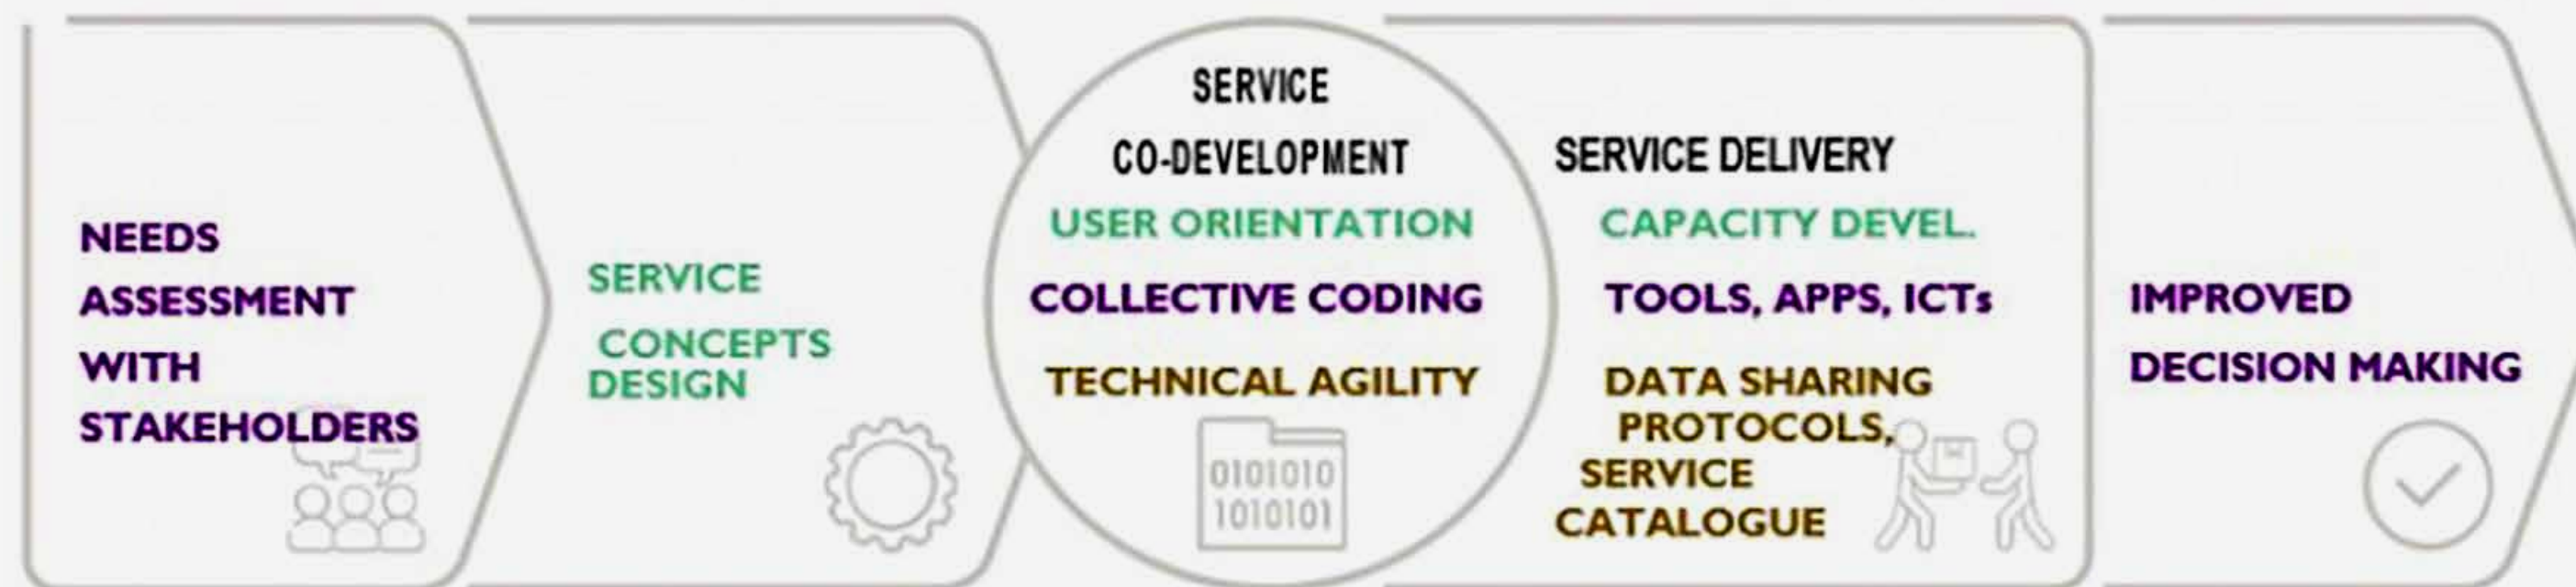 NEEDS
ASSESSMENT
WITH
STAKEHOLDERS
SERVICE
CONCEPTS
DESIGN
SERVICE
CO-DEVELOPMENT
USER ORIENTATION
COLLECTIVE CODING
TECHNICAL AGILITY
0101010
1010101
SERVICE DELIVERY
CAPACITY DEVEL.
TOOLS, APPS, ICTs
DATA SHARING
PROTOCOLS,
SERVICE
CATALOGUE
IMPROVED
DECISION MAKING